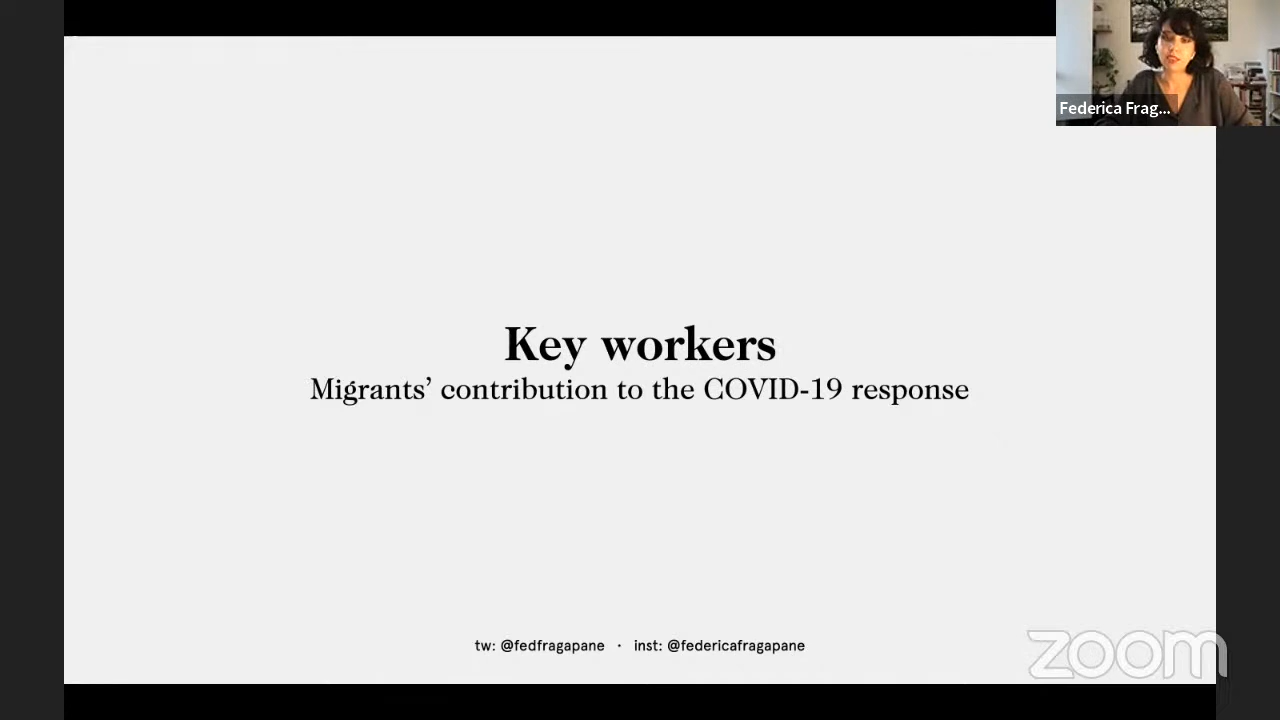 Federica Frag...
Key workers
Migrants’ contribution to the COVID-19 response
tw: @fedfragapane · inst: @federicafragapane
zoom